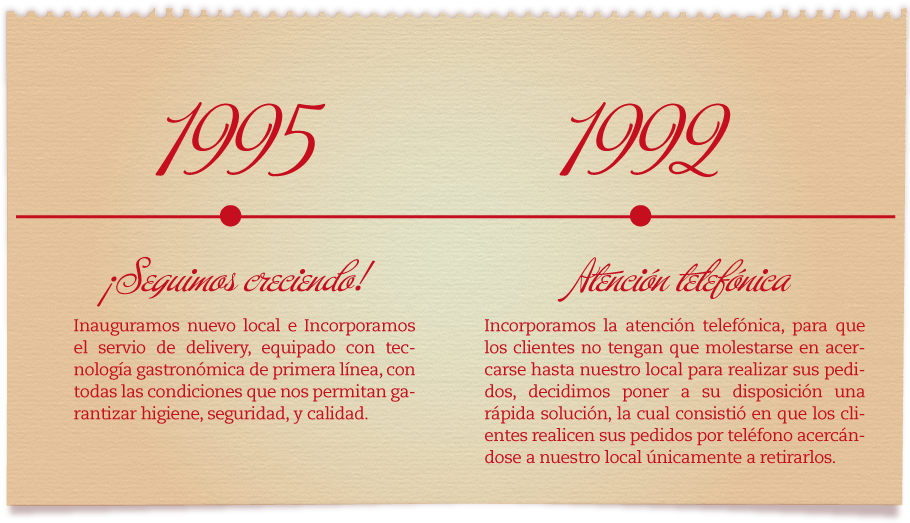 1995
¡Seguimos creciendo!
Inauguramos nuevo local e Incorporamos
el servio de delivery, equipado con tec-
nología gastronómica de primera línea, con
todas las condiciones que nos permitan ga-
rantizar higiene, seguridad, y calidad.
1992
Atención telefónica
Incorporamos la atención telefónica, para que
los clientes no tengan que molestarse en acer-
carse hasta nuestro local para realizar sus pedi-
dos, decidimos poner a su disposición una
rápida solución, la cual consistió en que los cli-
entes realicen sus pedidos por teléfono acercán-
dose a nuestro local únicamente a retirarlos.